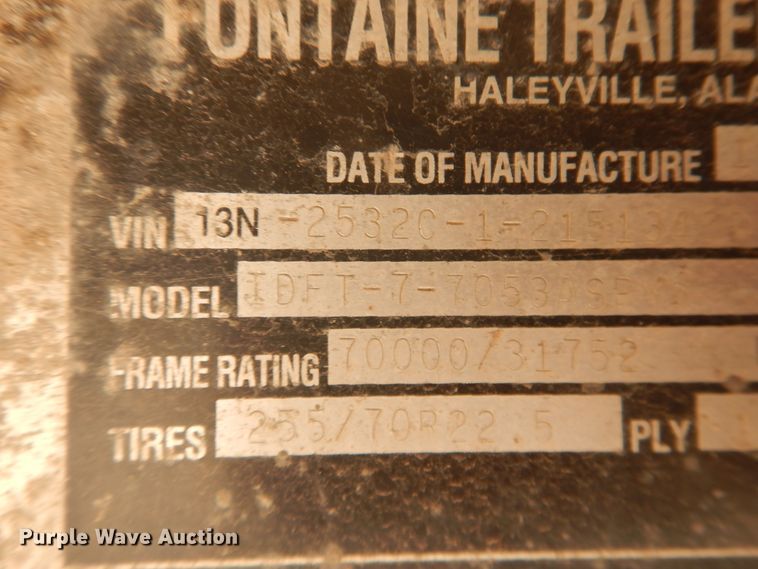 FONTAINE TRAILE
HALEYVILLE, ALA
DATE OF MANUFACTURE
VIN 13N
MODEL
FRAME RATING 70000/31752
TIRES 255/70R22.5 PLY
Purple Wave Auction